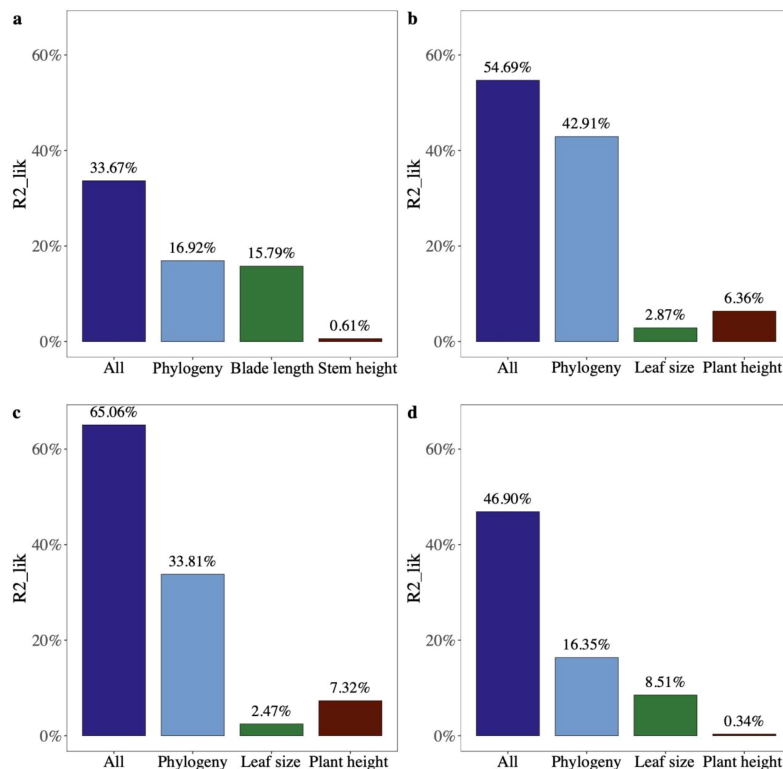 a
60%
40%
20%
0%
R2_lik
33.67%
16.92%
15.79%
0.61%
All Phylogeny Blade length Stem height
b
60%
40%
20%
0%
R2_lik
54.69%
42.91%
2.87%
6.36%
All Phylogeny Leaf size Plant height
c
60%
40%
20%
0%
R2_lik
65.06%
33.81%
2.47%
7.32%
All Phylogeny Leaf size Plant height
d
60%
40%
20%
0%
R2_lik
46.90%
16.35%
8.51%
0.34%
All Phylogeny Leaf size Plant height